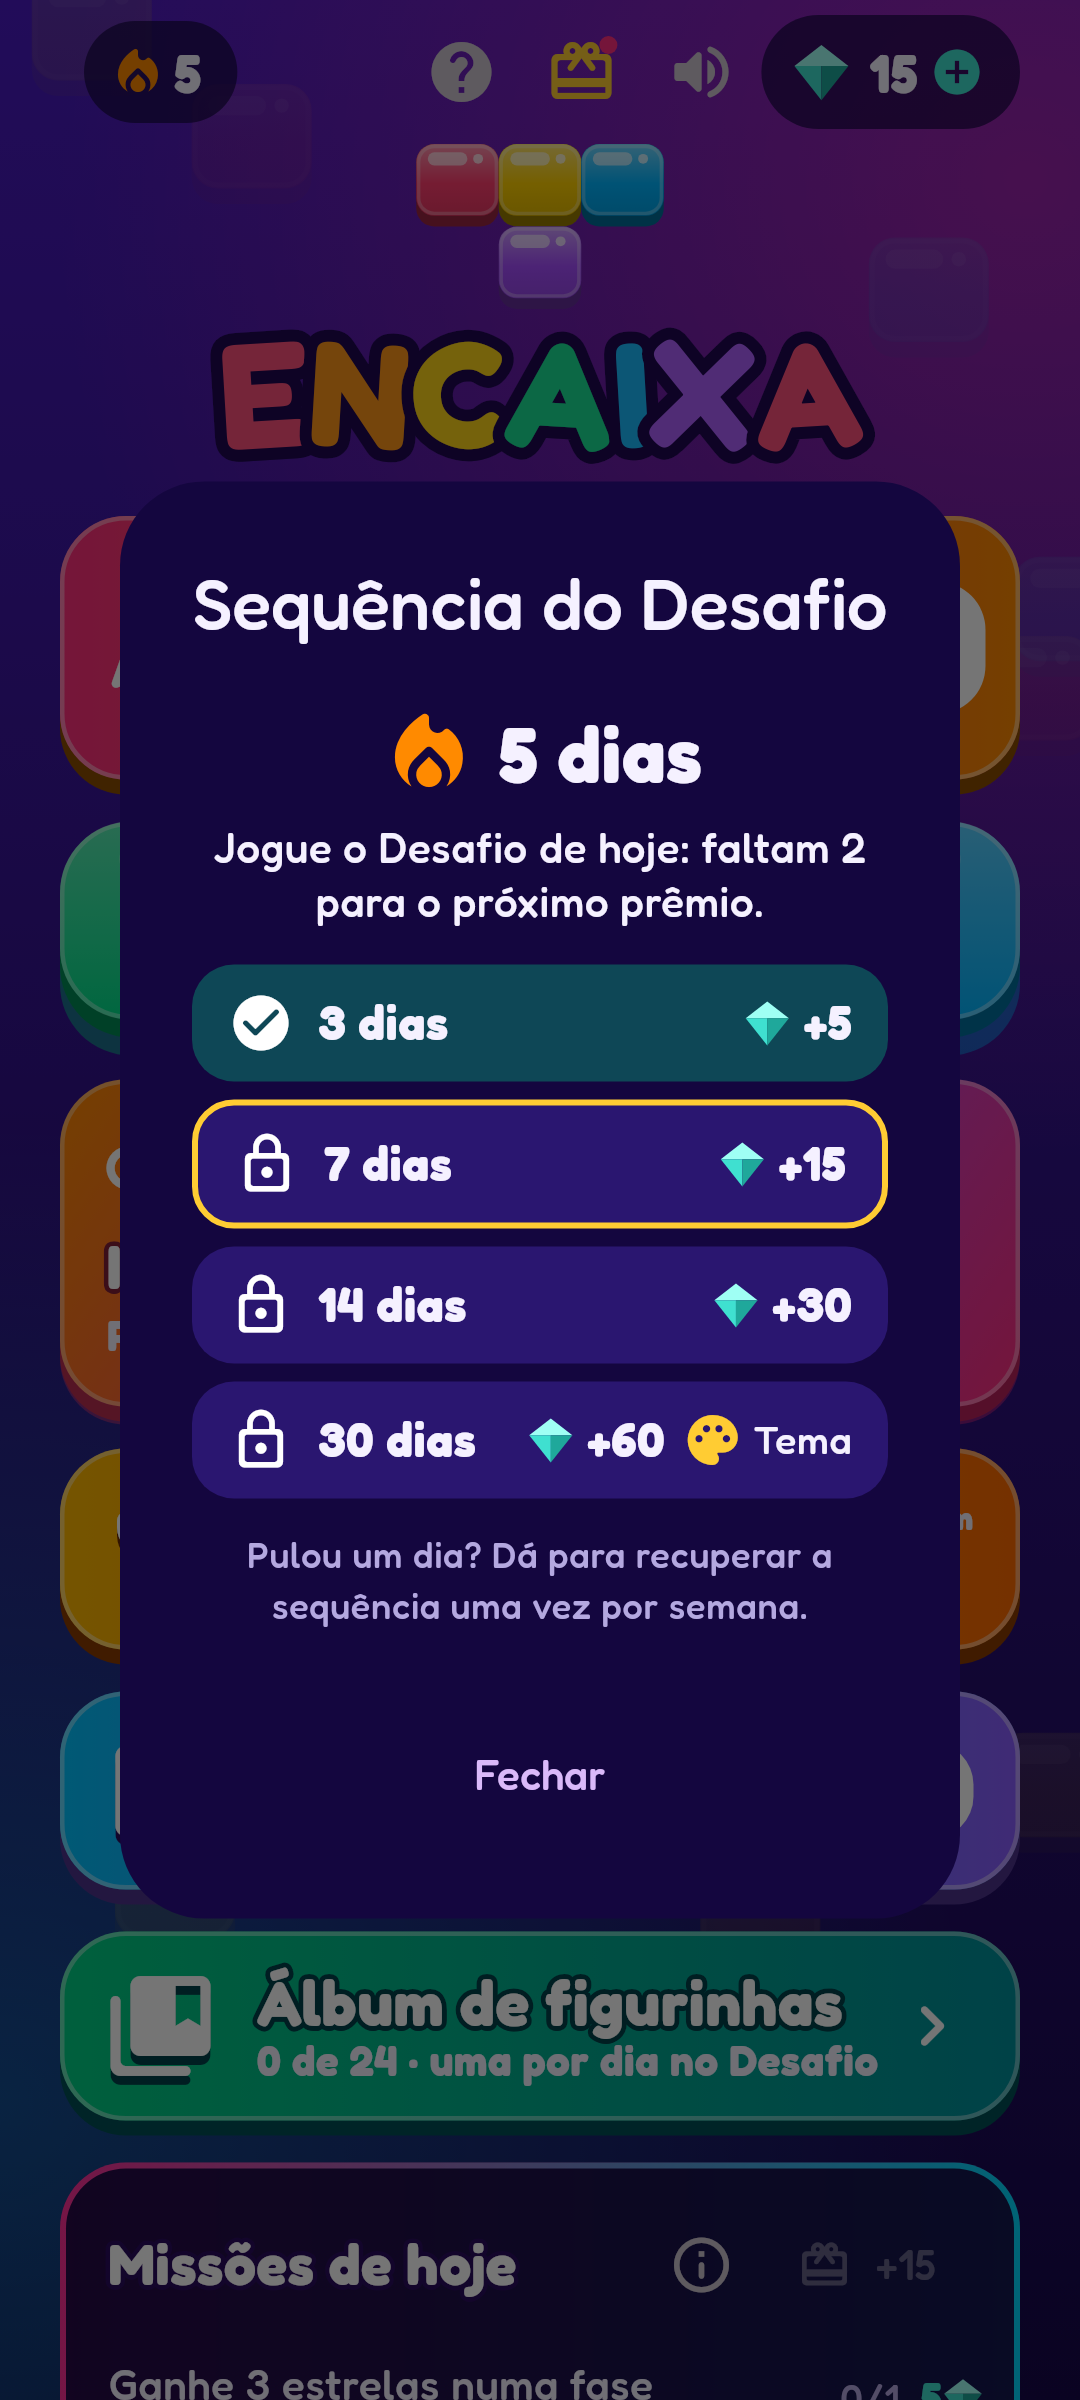 5
15
ENCAIXA
Sequência do Desafio
5 dias
Jogue o Desafio de hoje: faltam 2
para o próximo prêmio.
3 dias +5
7 dias +15
14 dias +30
30 dias +60 Tema
Pulou um dia? Dá para recuperar a
sequência uma vez por semana.
Fechar
Álbum de figurinhas
0 de 24 · uma por dia no Desafio
Missões de hoje +15
Ganhe 3 estrelas numa fase 0/1 5